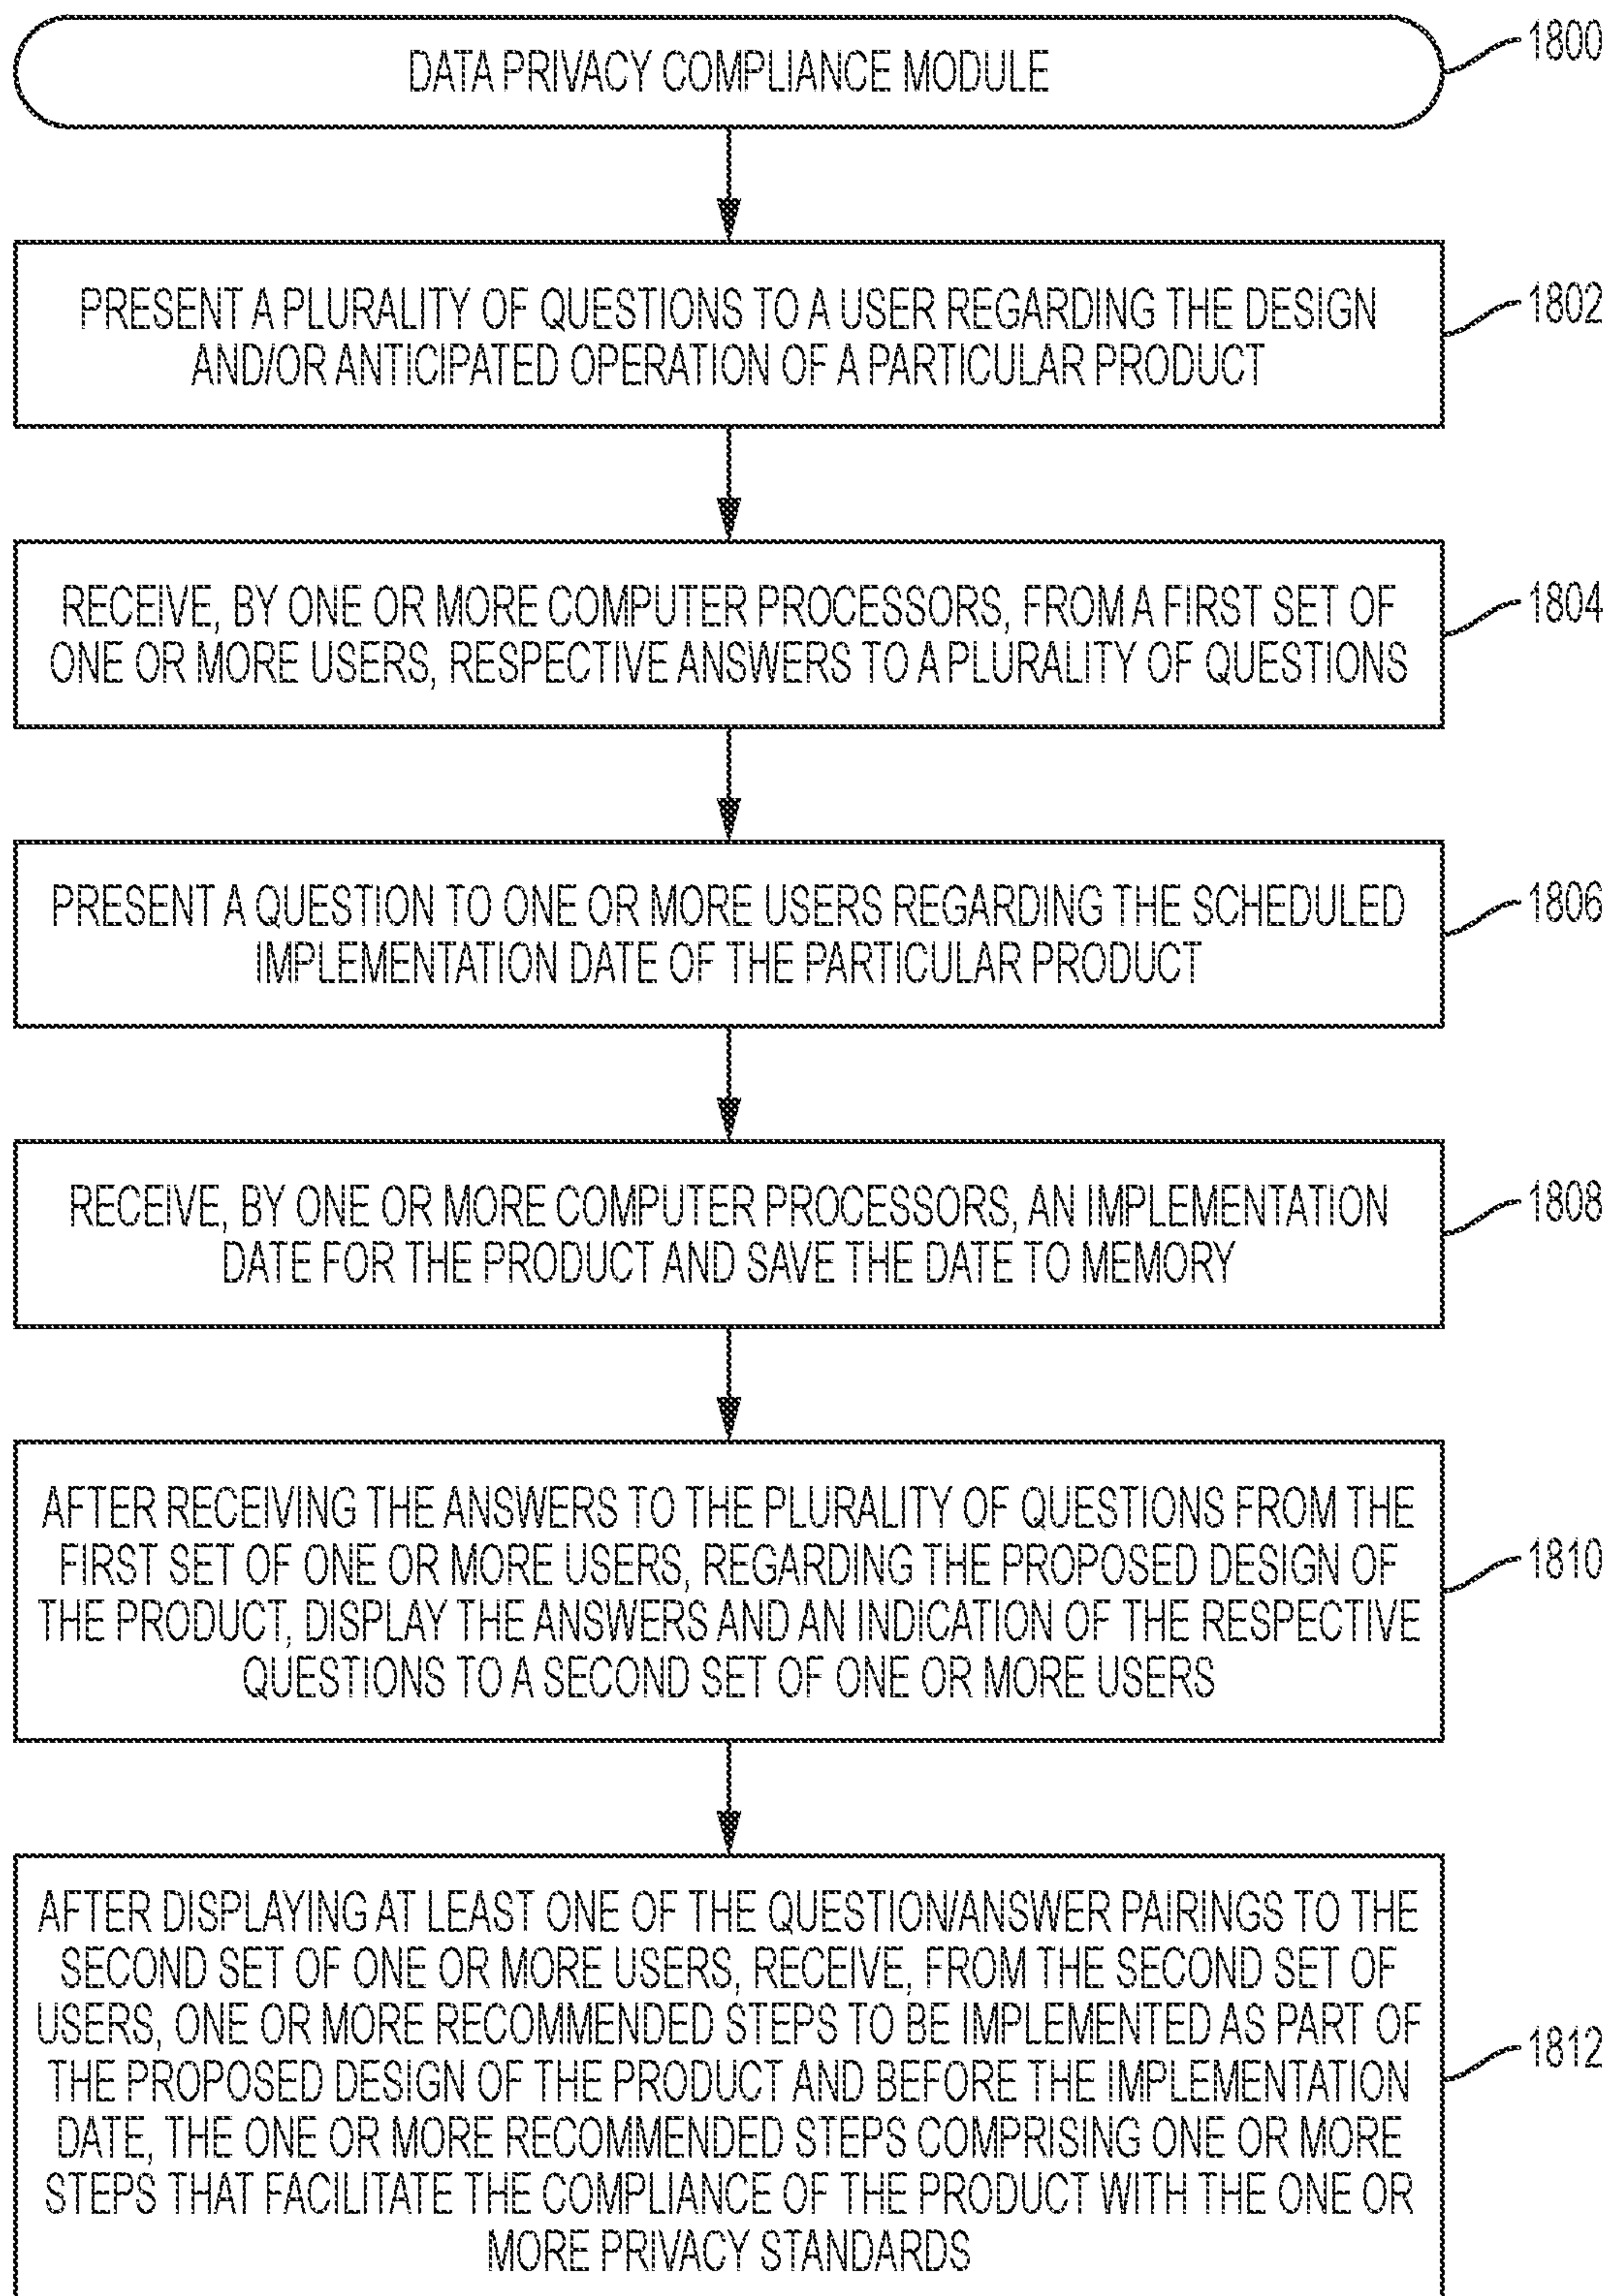 DATA PRIVACY COMPLIANCE MODULE
1800
PRESENT A PLURALITY OF QUESTIONS TO A USER REGARDING THE DESIGN
AND/OR ANTICIPATED OPERATION OF A PARTICULAR PRODUCT
1802
RECEIVE, BY ONE OR MORE COMPUTER PROCESSORS, FROM A FIRST SET OF
ONE OR MORE USERS, RESPECTIVE ANSWERS TO A PLURALITY OF QUESTIONS
1804
PRESENT A QUESTION TO ONE OR MORE USERS REGARDING THE SCHEDULED
IMPLEMENTATION DATE OF THE PARTICULAR PRODUCT
1806
RECEIVE, BY ONE OR MORE COMPUTER PROCESSORS, AN IMPLEMENTATION
DATE FOR THE PRODUCT AND SAVE THE DATE TO MEMORY
1808
AFTER RECEIVING THE ANSWERS TO THE PLURALITY OF QUESTIONS FROM THE
FIRST SET OF ONE OR MORE USERS, REGARDING THE PROPOSED DESIGN OF
THE PRODUCT, DISPLAY THE ANSWERS AND AN INDICATION OF THE RESPECTIVE
QUESTIONS TO A SECOND SET OF ONE OR MORE USERS
1810
AFTER DISPLAYING AT LEAST ONE OF THE QUESTION/ANSWER PAIRINGS TO THE
SECOND SET OF ONE OR MORE USERS, RECEIVE, FROM THE SECOND SET OF
USERS, ONE OR MORE RECOMMENDED STEPS TO BE IMPLEMENTED AS PART OF
THE PROPOSED DESIGN OF THE PRODUCT AND BEFORE THE IMPLEMENTATION
DATE, THE ONE OR MORE RECOMMENDED STEPS COMPRISING ONE OR MORE
STEPS THAT FACILITATE THE COMPLIANCE OF THE PRODUCT WITH THE ONE OR
MORE PRIVACY STANDARDS
1812